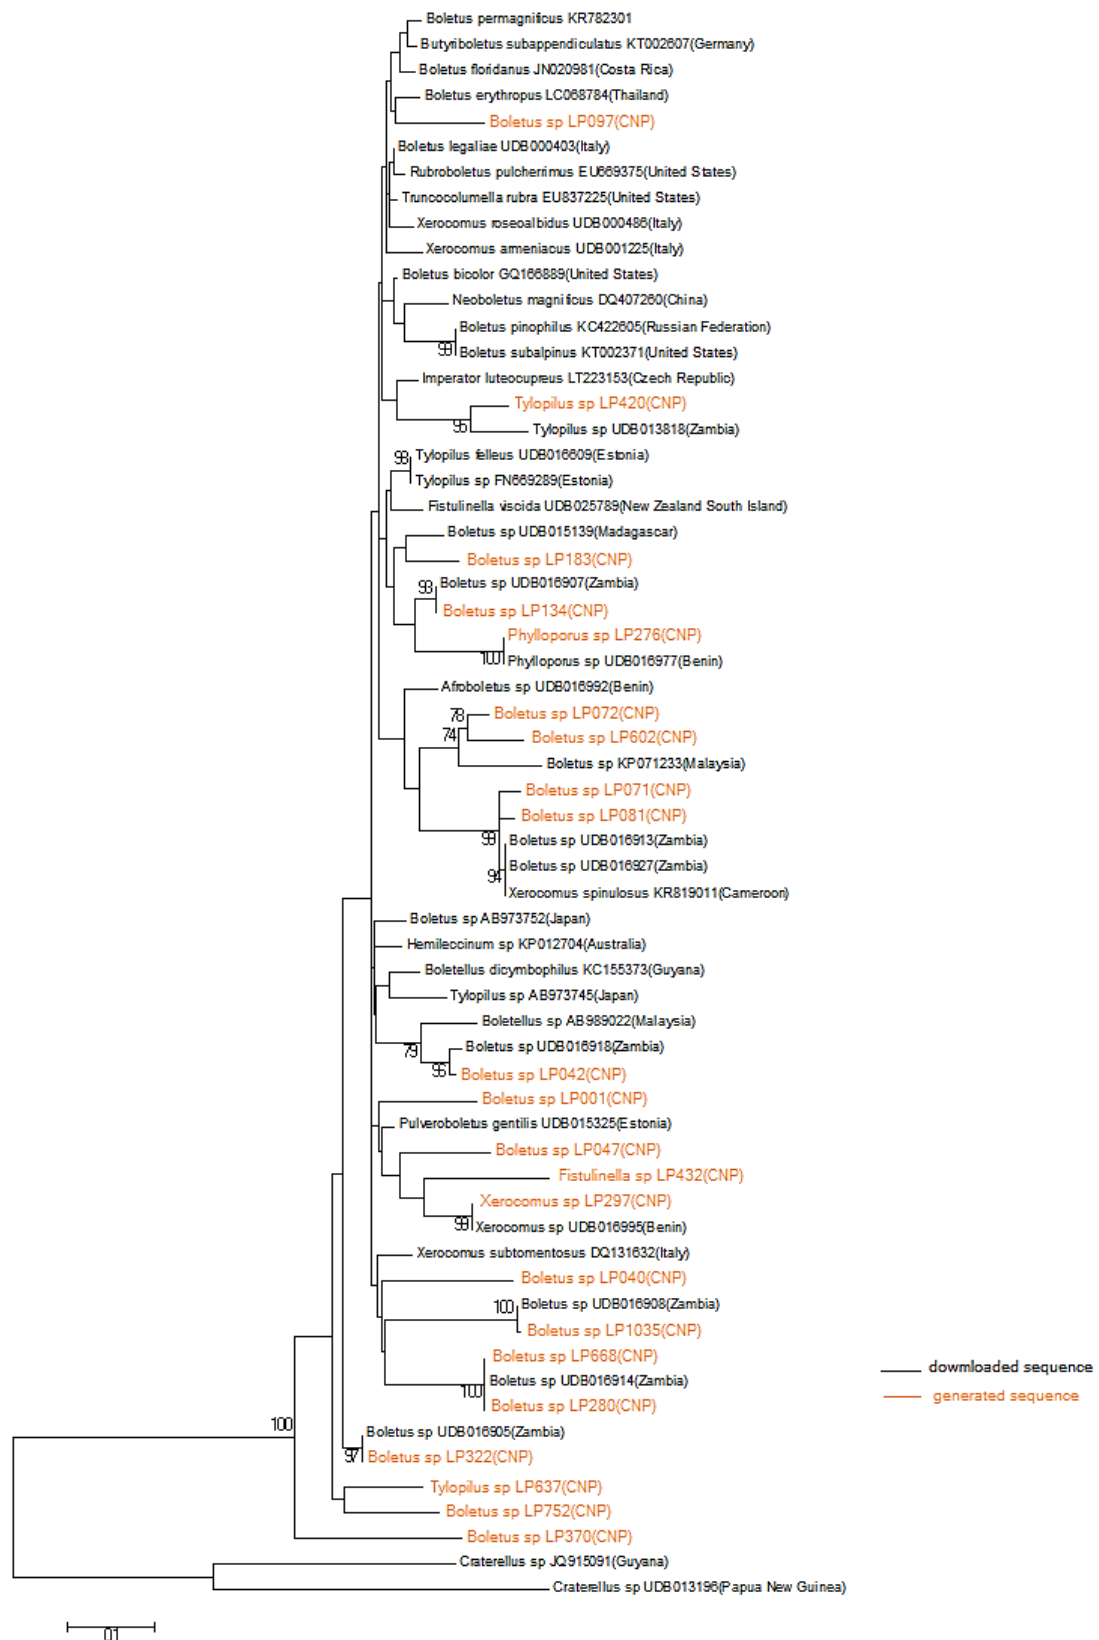 Boletus permagnificus KR782301
Butyriboletus subappendiculatus KT002607(Germany)
Boletus floridanus JN020981(Costa Rica)
Boletus erythropus LC068784(Thailand)
Boletus sp LP097(CNP)
Boletus legaliae UDB000403(Italy)
Rubroboletus pulcherrimus EU669375(United States)
Truncocolumella rubra EU837225(United States)
Xerocomus roseoalbidus UDB000486(Italy)
Xerocomus armeniacus UDB001225(Italy)
Boletus bicolor GQ166889(United States)
Neoboletus magnificus DQ407260(China)
Boletus pinophilus KC422605(Russian Federation)
99
Boletus subalpinus KT002371(United States)
Imperator luteocupreus LT223153(Czech Republic)
Tylopilus sp LP420(CNP)
95
Tylopilus sp UDB013818(Zambia)
98
Tylopilus felleus UDB016609(Estonia)
Tylopilus sp FN669289(Estonia)
Fistulinella viscida UDB025789(New Zealand South Island)
Boletus sp UDB015139(Madagascar)
Boletus sp LP183(CNP)
93
Boletus sp UDB016907(Zambia)
Boletus sp LP134(CNP)
Phylloporus sp LP276(CNP)
100
Phylloporus sp UDB016977(Benin)
Afroboletus sp UDB016992(Benin)
78
Boletus sp LP072(CNP)
74
Boletus sp LP602(CNP)
Boletus sp KP071233(Malaysia)
Boletus sp LP071(CNP)
Boletus sp LP081(CNP)
99
Boletus sp UDB016913(Zambia)
Boletus sp UDB016927(Zambia)
94
Xerocomus spinulosus KR819011(Cameroon)
Boletus sp AB973752(Japan)
Hemileccinum sp KP012704(Australia)
Boletellus dicymbophilus KC155373(Guyana)
Tylopilus sp AB973745(Japan)
Boletellus sp AB989022(Malaysia)
79
Boletus sp UDB016918(Zambia)
96
Boletus sp LP042(CNP)
Boletus sp LP001(CNP)
Pulveroboletus gentilis UDB015325(Estonia)
Boletus sp LP047(CNP)
Fistulinella sp LP432(CNP)
Xerocomus sp LP297(CNP)
99
Xerocomus sp UDB016995(Benin)
Xerocomus subtomentosus DQ131632(Italy)
Boletus sp LP040(CNP)
100
Boletus sp UDB016908(Zambia)
Boletus sp LP1035(CNP)
Boletus sp LP668(CNP)
100
Boletus sp UDB016914(Zambia)
Boletus sp LP280(CNP)
dowmloaded sequence
generated sequence
100
Boletus sp UDB016905(Zambia)
97
Boletus sp LP322(CNP)
Tylopilus sp LP637(CNP)
Boletus sp LP752(CNP)
Boletus sp LP370(CNP)
Craterellus sp JQ915091(Guyana)
Craterellus sp UDB013196(Papua New Guinea)
0.1